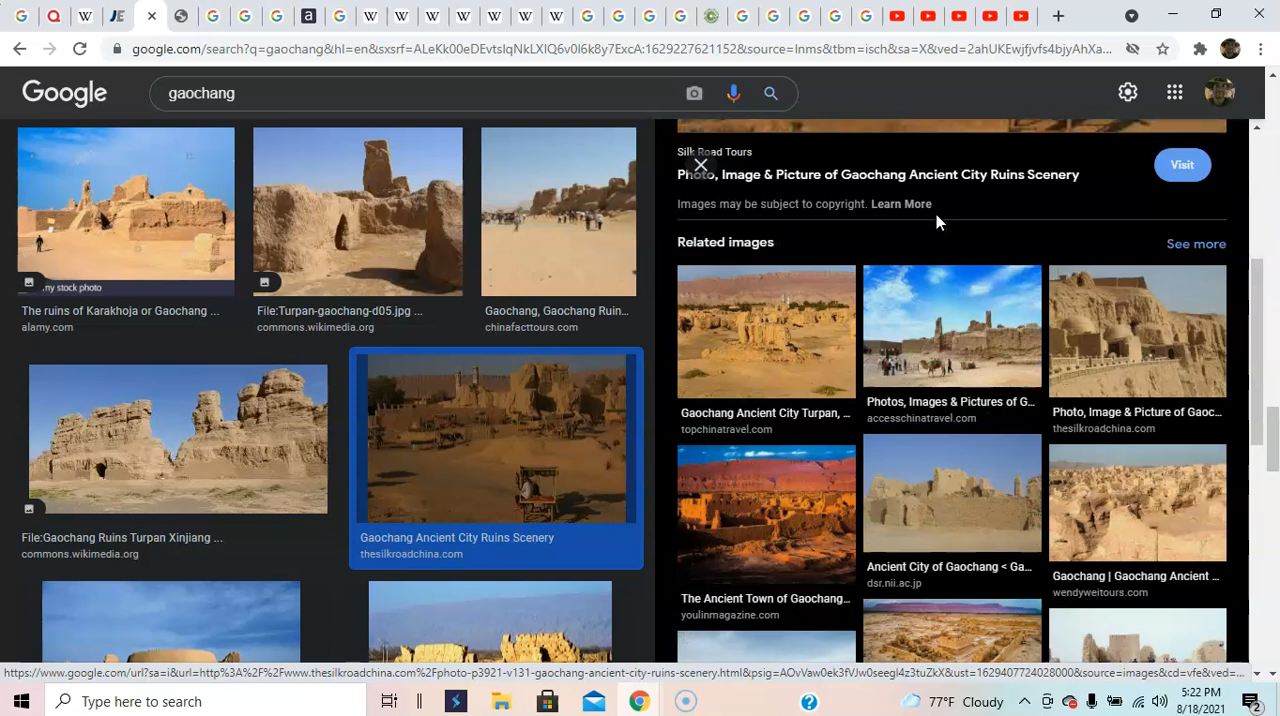 google.com/search?q=gaochang&hl=en&sxsrf=ALeKk00eDEvtsIqNkLXIQ6v0I6k8y7ExcA:1629227621152&source=lnms&tbm=isch&sa=X&ved=2ahUKEwjfjvfs4bjyAhXa...
Google
gaochang
Silk Road Tours
Photo, Image & Picture of Gaochang Ancient City Ruins Scenery
Visit
Images may be subject to copyright. Learn More
Related images
See more
my stock photo
The ruins of Karakhoja or Gaochang ...
alamy.com
File:Turpan-gaochang-d05.jpg ...
commons.wikimedia.org
Gaochang, Gaochang Ruin...
chinafacttours.com
File:Gaochang Ruins Turpan Xinjiang ...
commons.wikimedia.org
Gaochang Ancient City Ruins Scenery
thesilkroadchina.com
Gaochang Ancient City Turpan, ...
topchinatravel.com
Photos, Images & Pictures of G...
accesschinatravel.com
Photo, Image & Picture of Gaoc...
thesilkroadchina.com
The Ancient Town of Gaochang...
youlinmagazine.com
Ancient City of Gaochang < Ga...
dsr.nii.ac.jp
Gaochang | Gaochang Ancient ...
wendyweitours.com
https://www.google.com/url?sa=i&url=http%3A%2F%2Fwww.thesilkroadchina.com%2Fphoto-p3921-v131-gaochang-ancient-city-ruins-scenery.html&psig=AOvVaw0ek3fVJw0seegl4z3tuZkX&ust=1629407724028000&source=images&cd=vfe&ved=...
Type here to search
77°F Cloudy
5:22 PM
8/18/2021
2